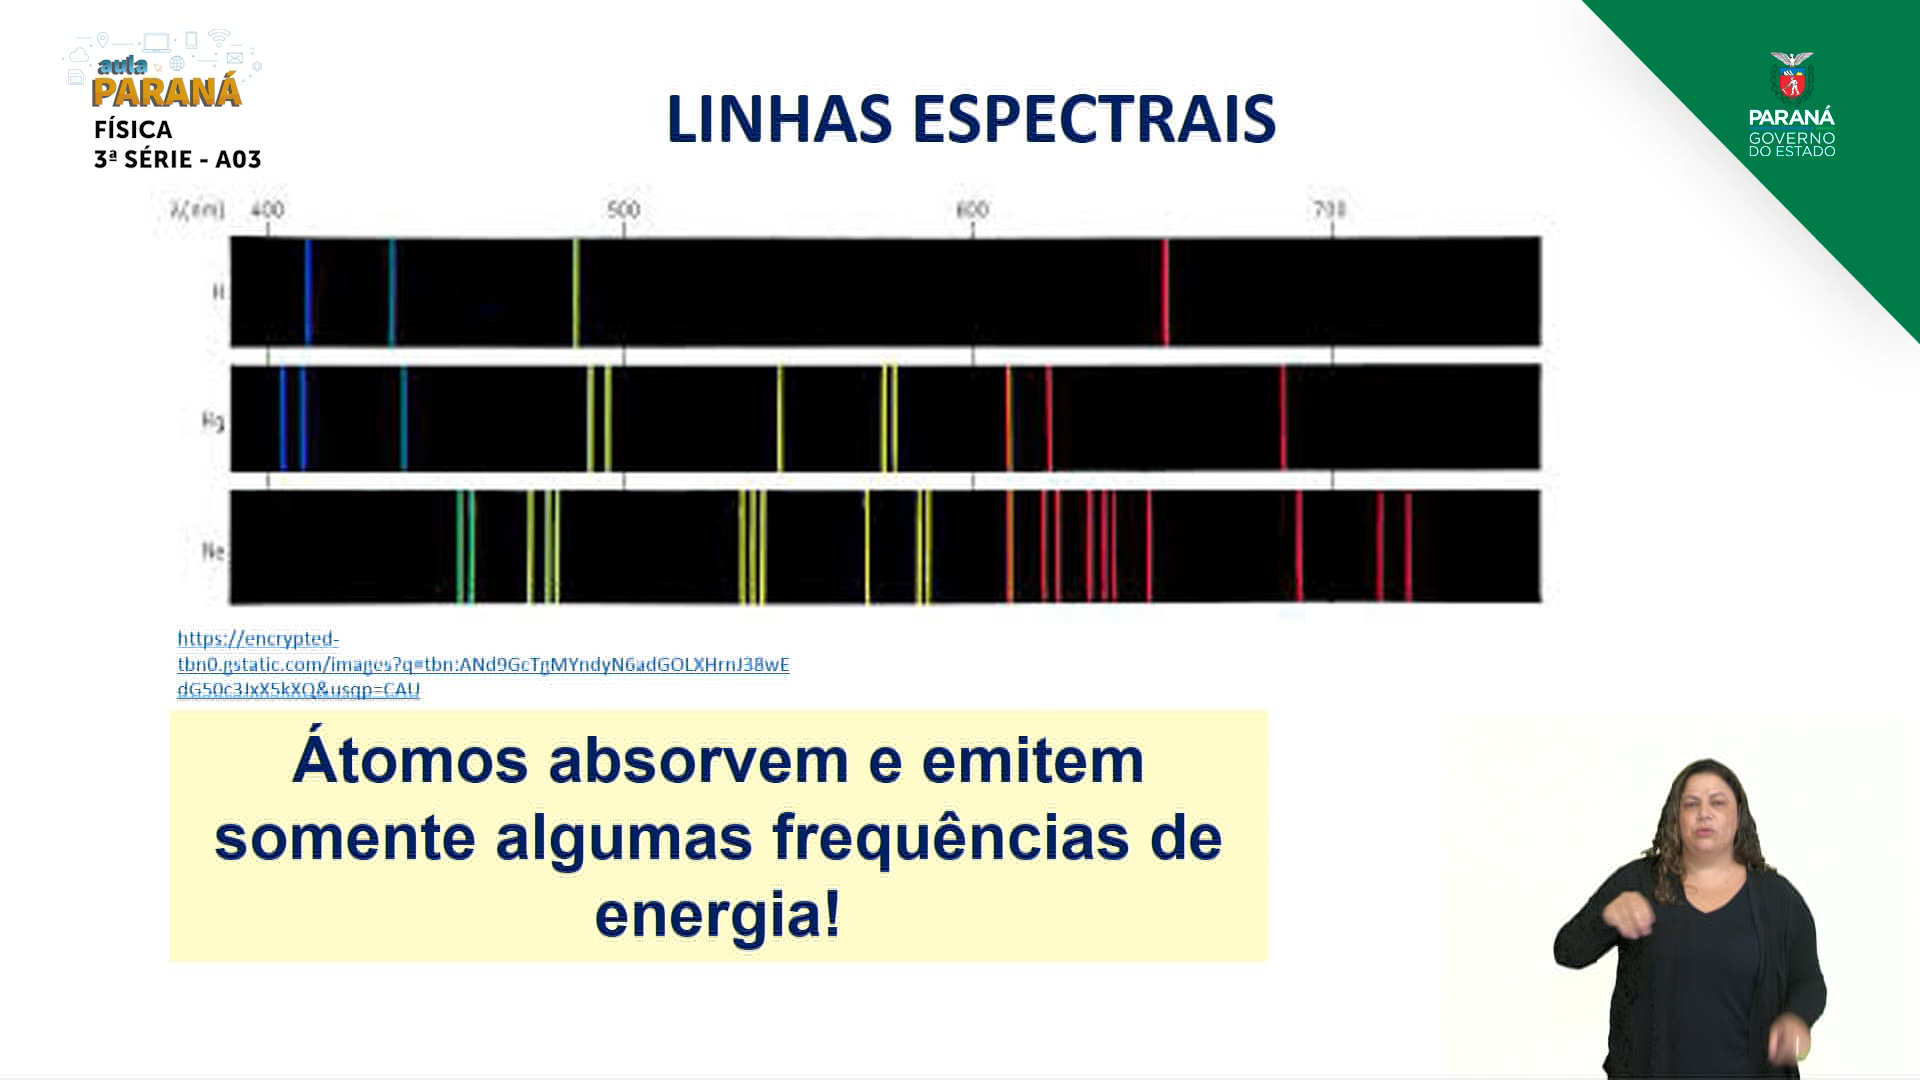 aula
PARANÁ
FÍSICA
3ª SÉRIE - A03
LINHAS ESPECTRAIS
PARANÁ
GOVERNO
DO ESTADO
λ(nm) 400 500 600 700
H
Hg
Ne
https://encrypted-
tbn0.gstatic.com/images?q=tbn:ANd9GcTgMYndyN6adGOLXHrnJ38wE
dG50c3JxX5kXQ&usqp=CAU
Átomos absorvem e emitem
somente algumas frequências de
energia!